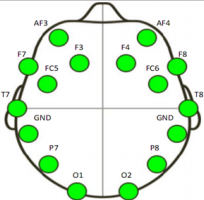 AF3 AF4
F7 F3 F4 F8
FC5 FC6
T7 T8
GND GND
P7 P8
O1 O2